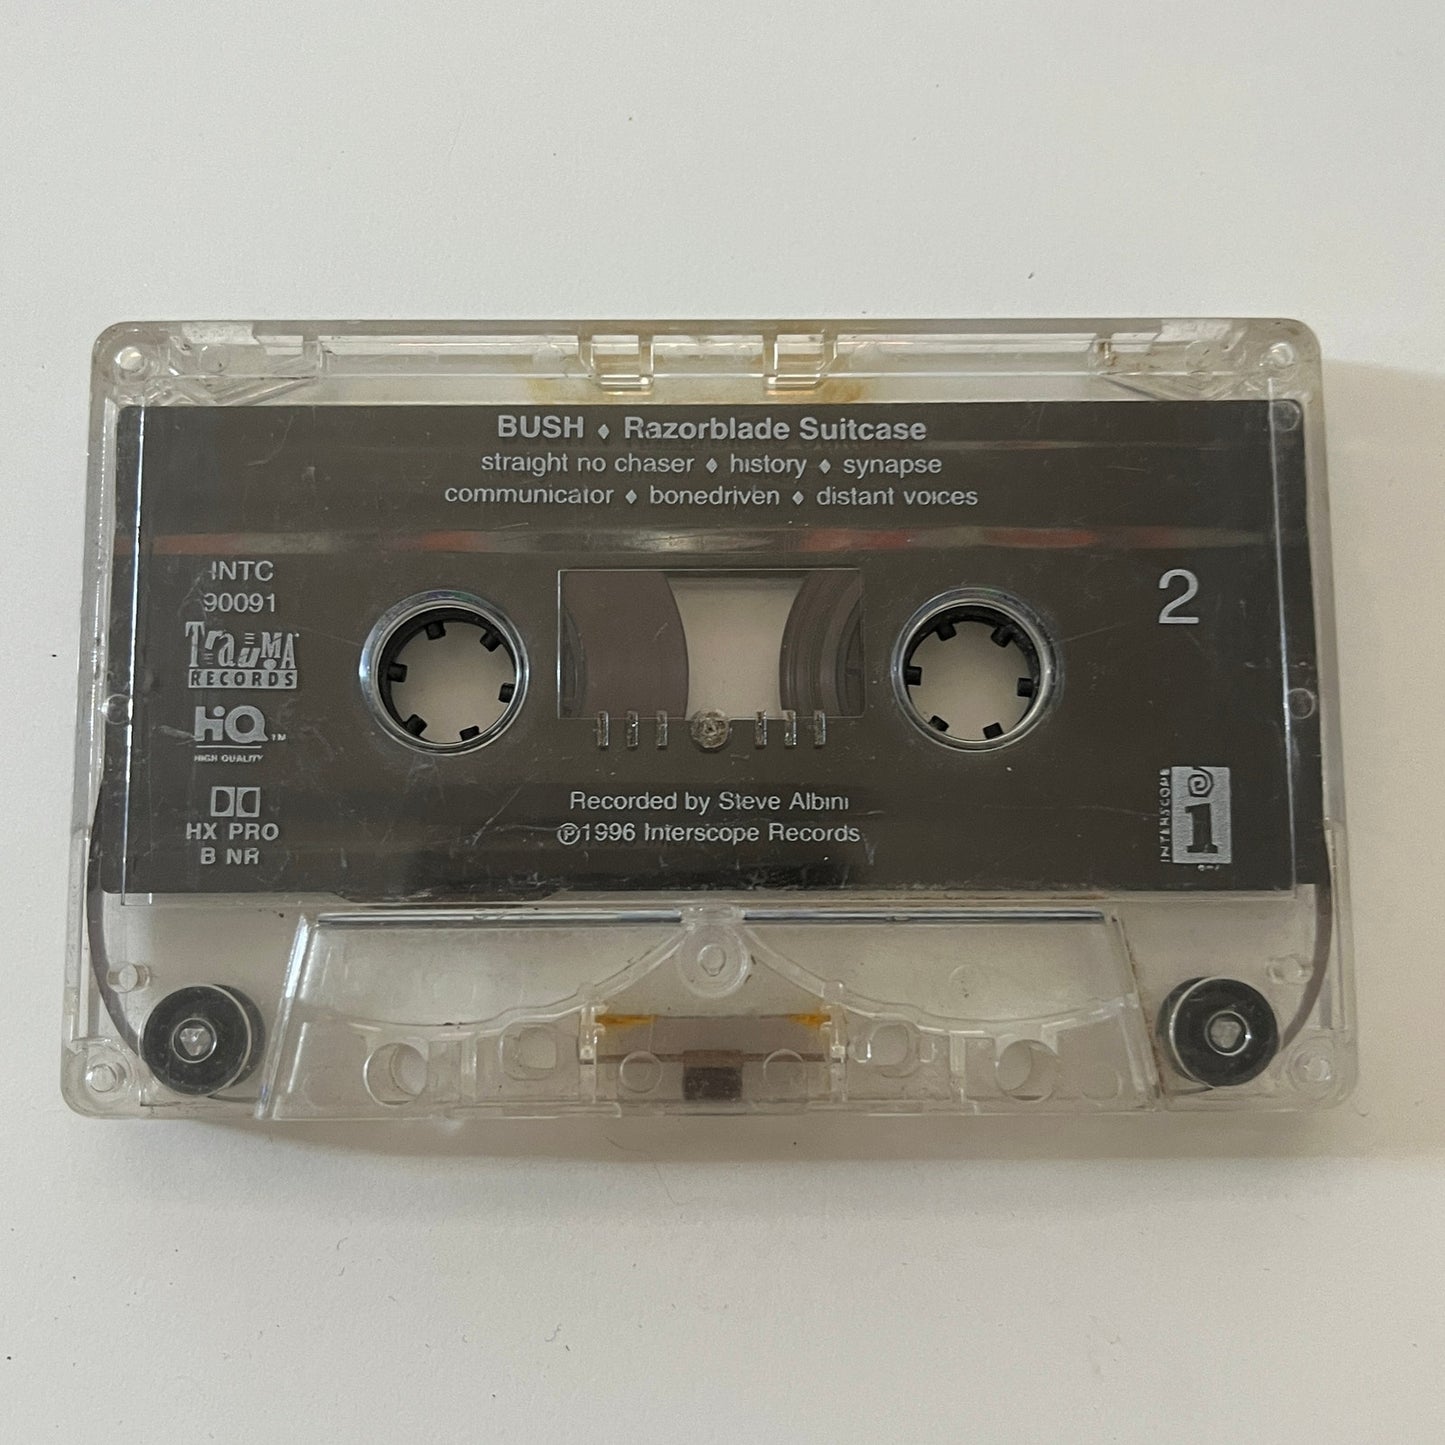 BUSH ♦ Razorblade Suitcase
straight no chaser ♦ history ♦ synapse
communicator ♦ bonedriven ♦ distant voices
INTC
90091
2
TraumA
RECORDS
HiQ™
HIGH QUALITY
HX PRO
B NR
Recorded by Steve Albini
℗1996 Interscope Records
INTERSCOPE
i